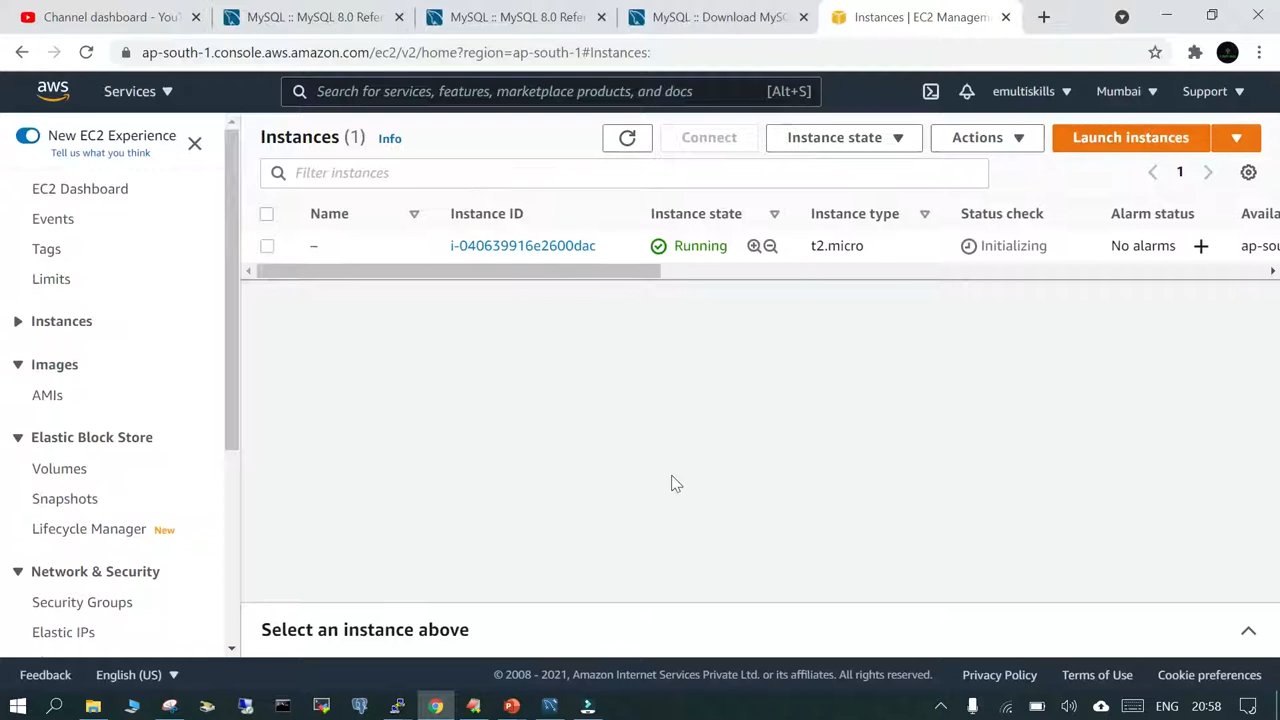 Channel dashboard - You
MySQL :: MySQL 8.0 Refer
MySQL :: MySQL 8.0 Refer
MySQL :: Download MySQ
Instances | EC2 Managem
ap-south-1.console.aws.amazon.com/ec2/v2/home?region=ap-south-1#Instances:
aws
Services
Search for services, features, marketplace products, and docs
[Alt+S]
emultiskills
Mumbai
Support
New EC2 Experience
Tell us what you think
EC2 Dashboard
Events
Tags
Limits
Instances
Images
AMIs
Elastic Block Store
Volumes
Snapshots
Lifecycle Manager New
Network & Security
Security Groups
Elastic IPs
Instances (1) Info
Connect
Instance state
Actions
Launch instances
Filter instances
1
Name Instance ID Instance state Instance type Status check Alarm status Availa
– i-040639916e2600dac Running t2.micro Initializing No alarms + ap-sou
Select an instance above
Feedback
English (US)
© 2008 - 2021, Amazon Internet Services Private Ltd. or its affiliates. All rights reserved.
Privacy Policy
Terms of Use
Cookie preferences
ENG
20:58